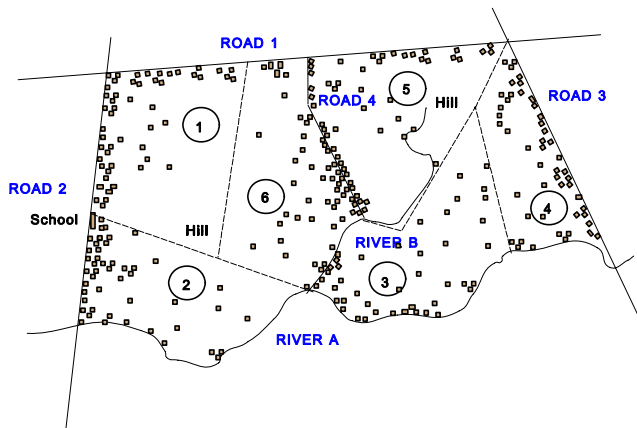 ROAD 1
5
ROAD 3
ROAD 4
Hill
1
ROAD 2
6
School
Hill
4
RIVER B
2
3
RIVER A